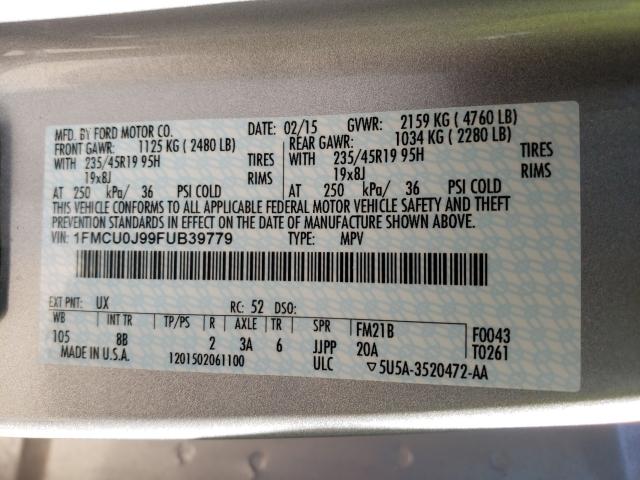 MFD. BY FORD MOTOR CO. DATE: 02/15 GVWR: 2159 KG ( 4760 LB)
FRONT GAWR: 1125 KG ( 2480 LB) REAR GAWR: 1034 KG ( 2280 LB)
WITH 235/45R19 95H TIRES WITH 235/45R19 95H TIRES
19x8J RIMS 19x8J RIMS
AT 250 kPa/ 36 PSI COLD AT 250 kPa/ 36 PSI COLD
THIS VEHICLE CONFORMS TO ALL APPLICABLE FEDERAL MOTOR VEHICLE SAFETY AND THEFT
PREVENTION STANDARDS IN EFFECT ON THE DATE OF MANUFACTURE SHOWN ABOVE.
VIN: 1FMCU0J99FUB39779 TYPE: MPV
EXT PNT: UX RC: 52 DSO:
WB INT TR TP/PS R AXLE TR SPR FM21B F0043
105 8B 2 3A 6 JJPP 20A T0261
MADE IN U.S.A. 1201502061100 ULC ▽5U5A-3520472-AA